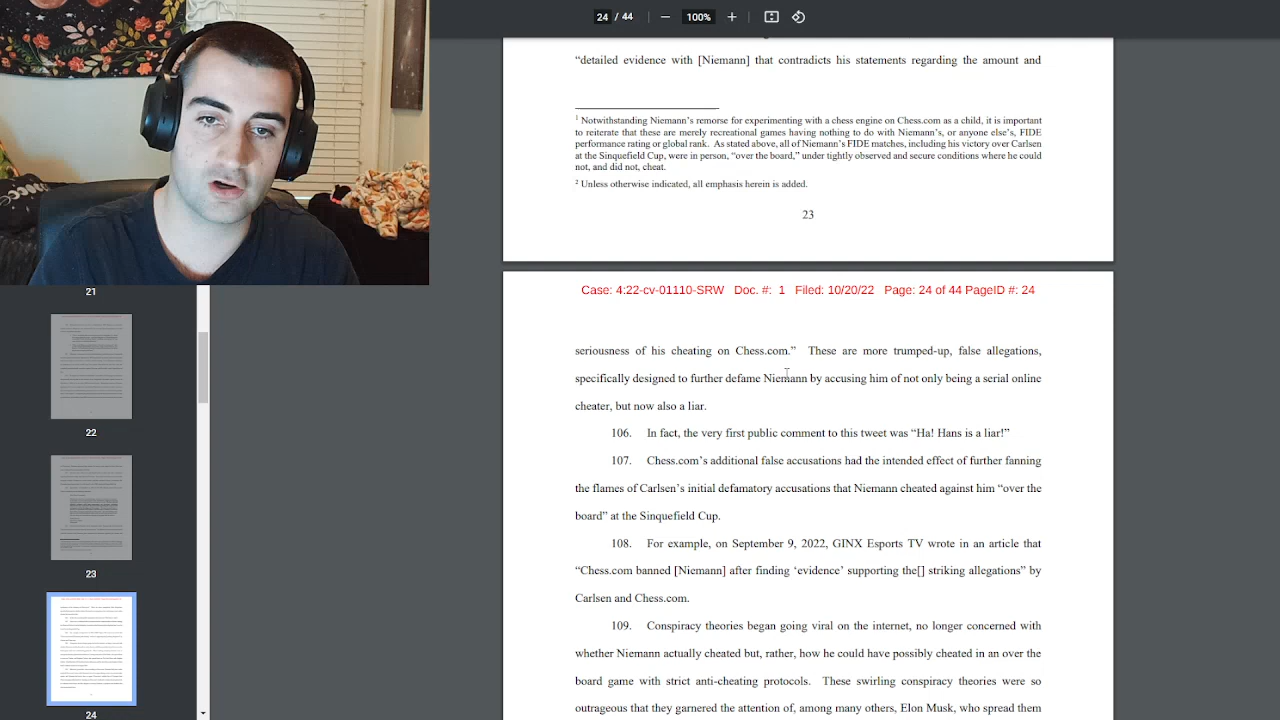 24 / 44
100%
“detailed evidence with [Niemann] that contradicts his statements regarding the amount and
1 Notwithstanding Niemann’s remorse for experimenting with a chess engine on Chess.com as a child, it is important
to reiterate that these are merely recreational games having nothing to do with Niemann’s, or anyone else’s, FIDE
performance rating or global rank. As stated above, all of Niemann’s FIDE matches, including his victory over Carlsen
at the Sinquefield Cup, were in person, “over the board,” under tightly observed and secure conditions where he could
not, and did not, cheat.
2 Unless otherwise indicated, all emphasis herein is added.
23
Case: 4:22-cv-01110-SRW Doc. #: 1 Filed: 10/20/22 Page: 24 of 44 PageID #: 24
seriousness of his cheating on Chess.com.” These are more trumped-up, false allegations,
specifically designed to further defame Niemann by accusing him of not only being a serial online
cheater, but now also a liar.
106. In fact, the very first public comment to this tweet was “Ha! Hans is a liar!”
107. Chess.com’s additional false accusations had the intended effect of further fanning
the flames of Carlsen’s initial defamatory accusations that Niemann cheated against him “over the
board” at the Sinquefield Cup.
108. For example, on September 9, 2022, GINX Esports TV wrote in an article that
“Chess.com banned [Niemann] after finding ‘evidence’ supporting the[] striking allegations” by
Carlsen and Chess.com.
109. Conspiracy theories began going viral on the internet, no longer concerned with
whether Niemann actually cheated but, rather, how he could have possibly cheated in an over the
board game with strict anti-cheating protocols. These swirling conspiracy theories were so
outrageous that they garnered the attention of, among many others, Elon Musk, who spread them
21
22
23
24